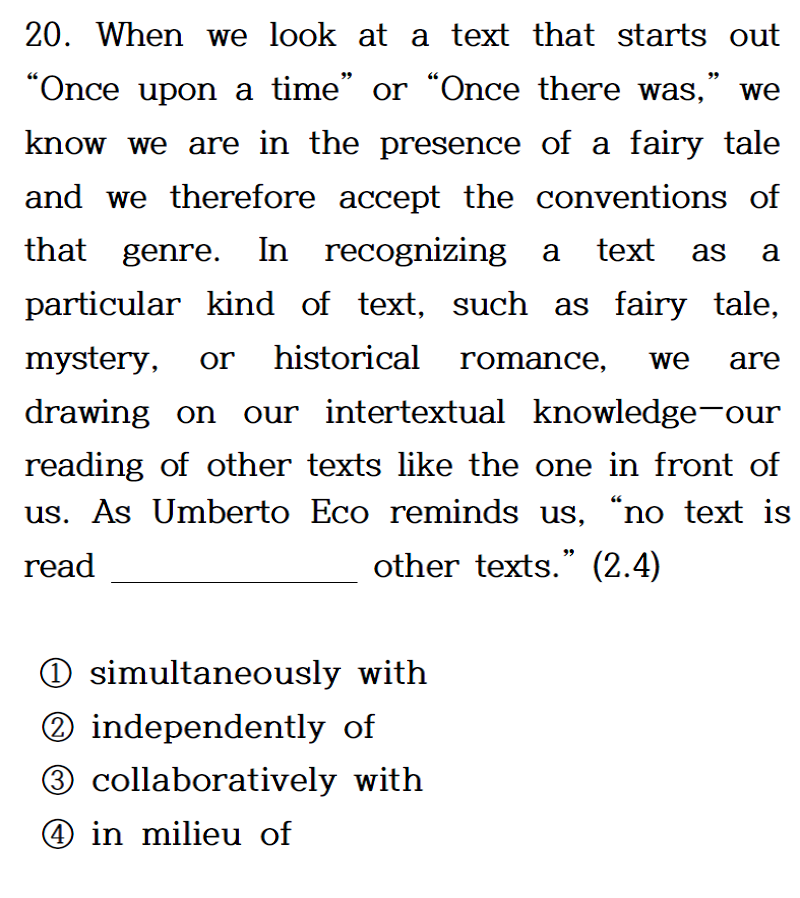 20. When we look at a text that starts out
“Once upon a time” or “Once there was,” we
know we are in the presence of a fairy tale
and we therefore accept the conventions of
that genre. In recognizing a text as a
particular kind of text, such as fairy tale,
mystery, or historical romance, we are
drawing on our intertextual knowledge—our
reading of other texts like the one in front of
us. As Umberto Eco reminds us, “no text is
read ______________ other texts.” (2.4)
① simultaneously with
② independently of
③ collaboratively with
④ in milieu of